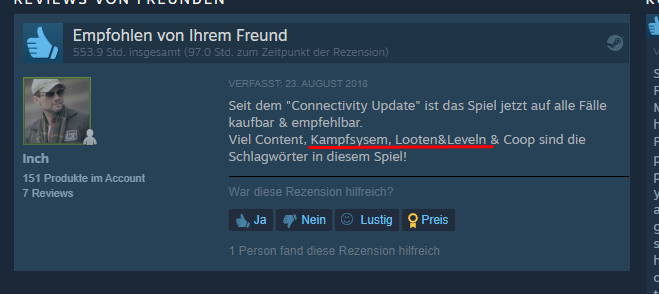 REVIEWS VON FREUNDEN
Empfohlen von Ihrem Freund
553.9 Std. insgesamt (97.0 Std. zum Zeitpunkt der Rezension)
VERFASST: 23. AUGUST 2018
Seit dem "Connectivity Update" ist das Spiel jetzt auf alle Fälle
kaufbar & empfehlbar.
Viel Content, Kampfsysem, Looten&Leveln & Coop sind die
Schlagwörter in diesem Spiel!
Inch
151 Produkte im Account
7 Reviews
War diese Rezension hilfreich?
Ja
Nein
Lustig
Preis
1 Person fand diese Rezension hilfreich